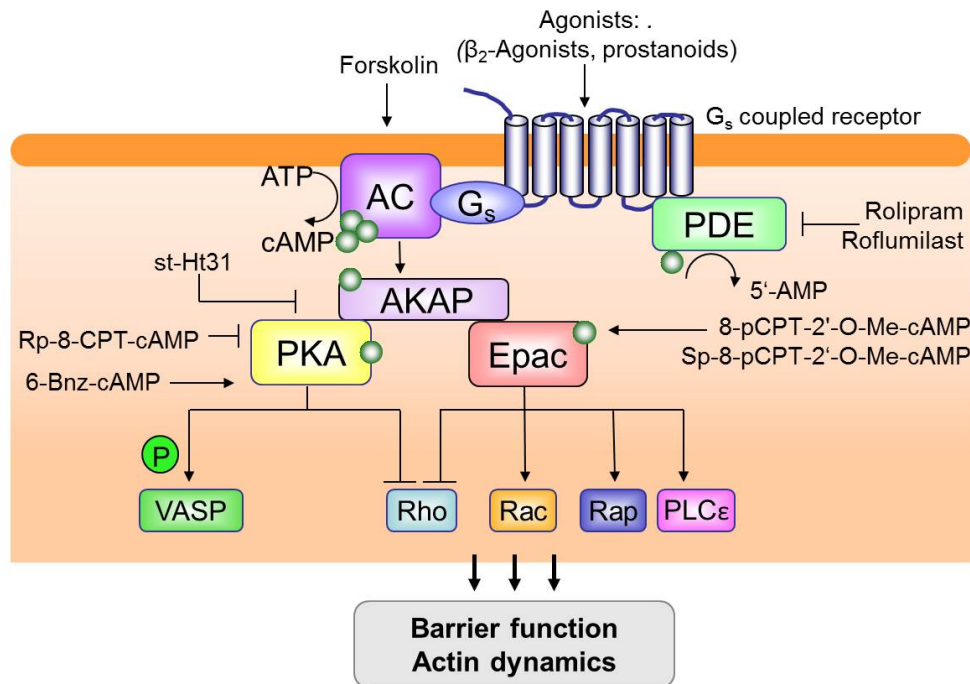 Agonists: .
(β₂-Agonists, prostanoids)
Forskolin
Gₛ coupled receptor
ATP
AC
Gₛ
cAMP
PDE
Rolipram
Roflumilast
5‘-AMP
st-Ht31
AKAP
Rp-8-CPT-cAMP
PKA
Epac
8-pCPT-2'-O-Me-cAMP
Sp-8-pCPT-2‘-O-Me-cAMP
6-Bnz-cAMP
P
VASP
Rho
Rac
Rap
PLCε
Barrier function
Actin dynamics